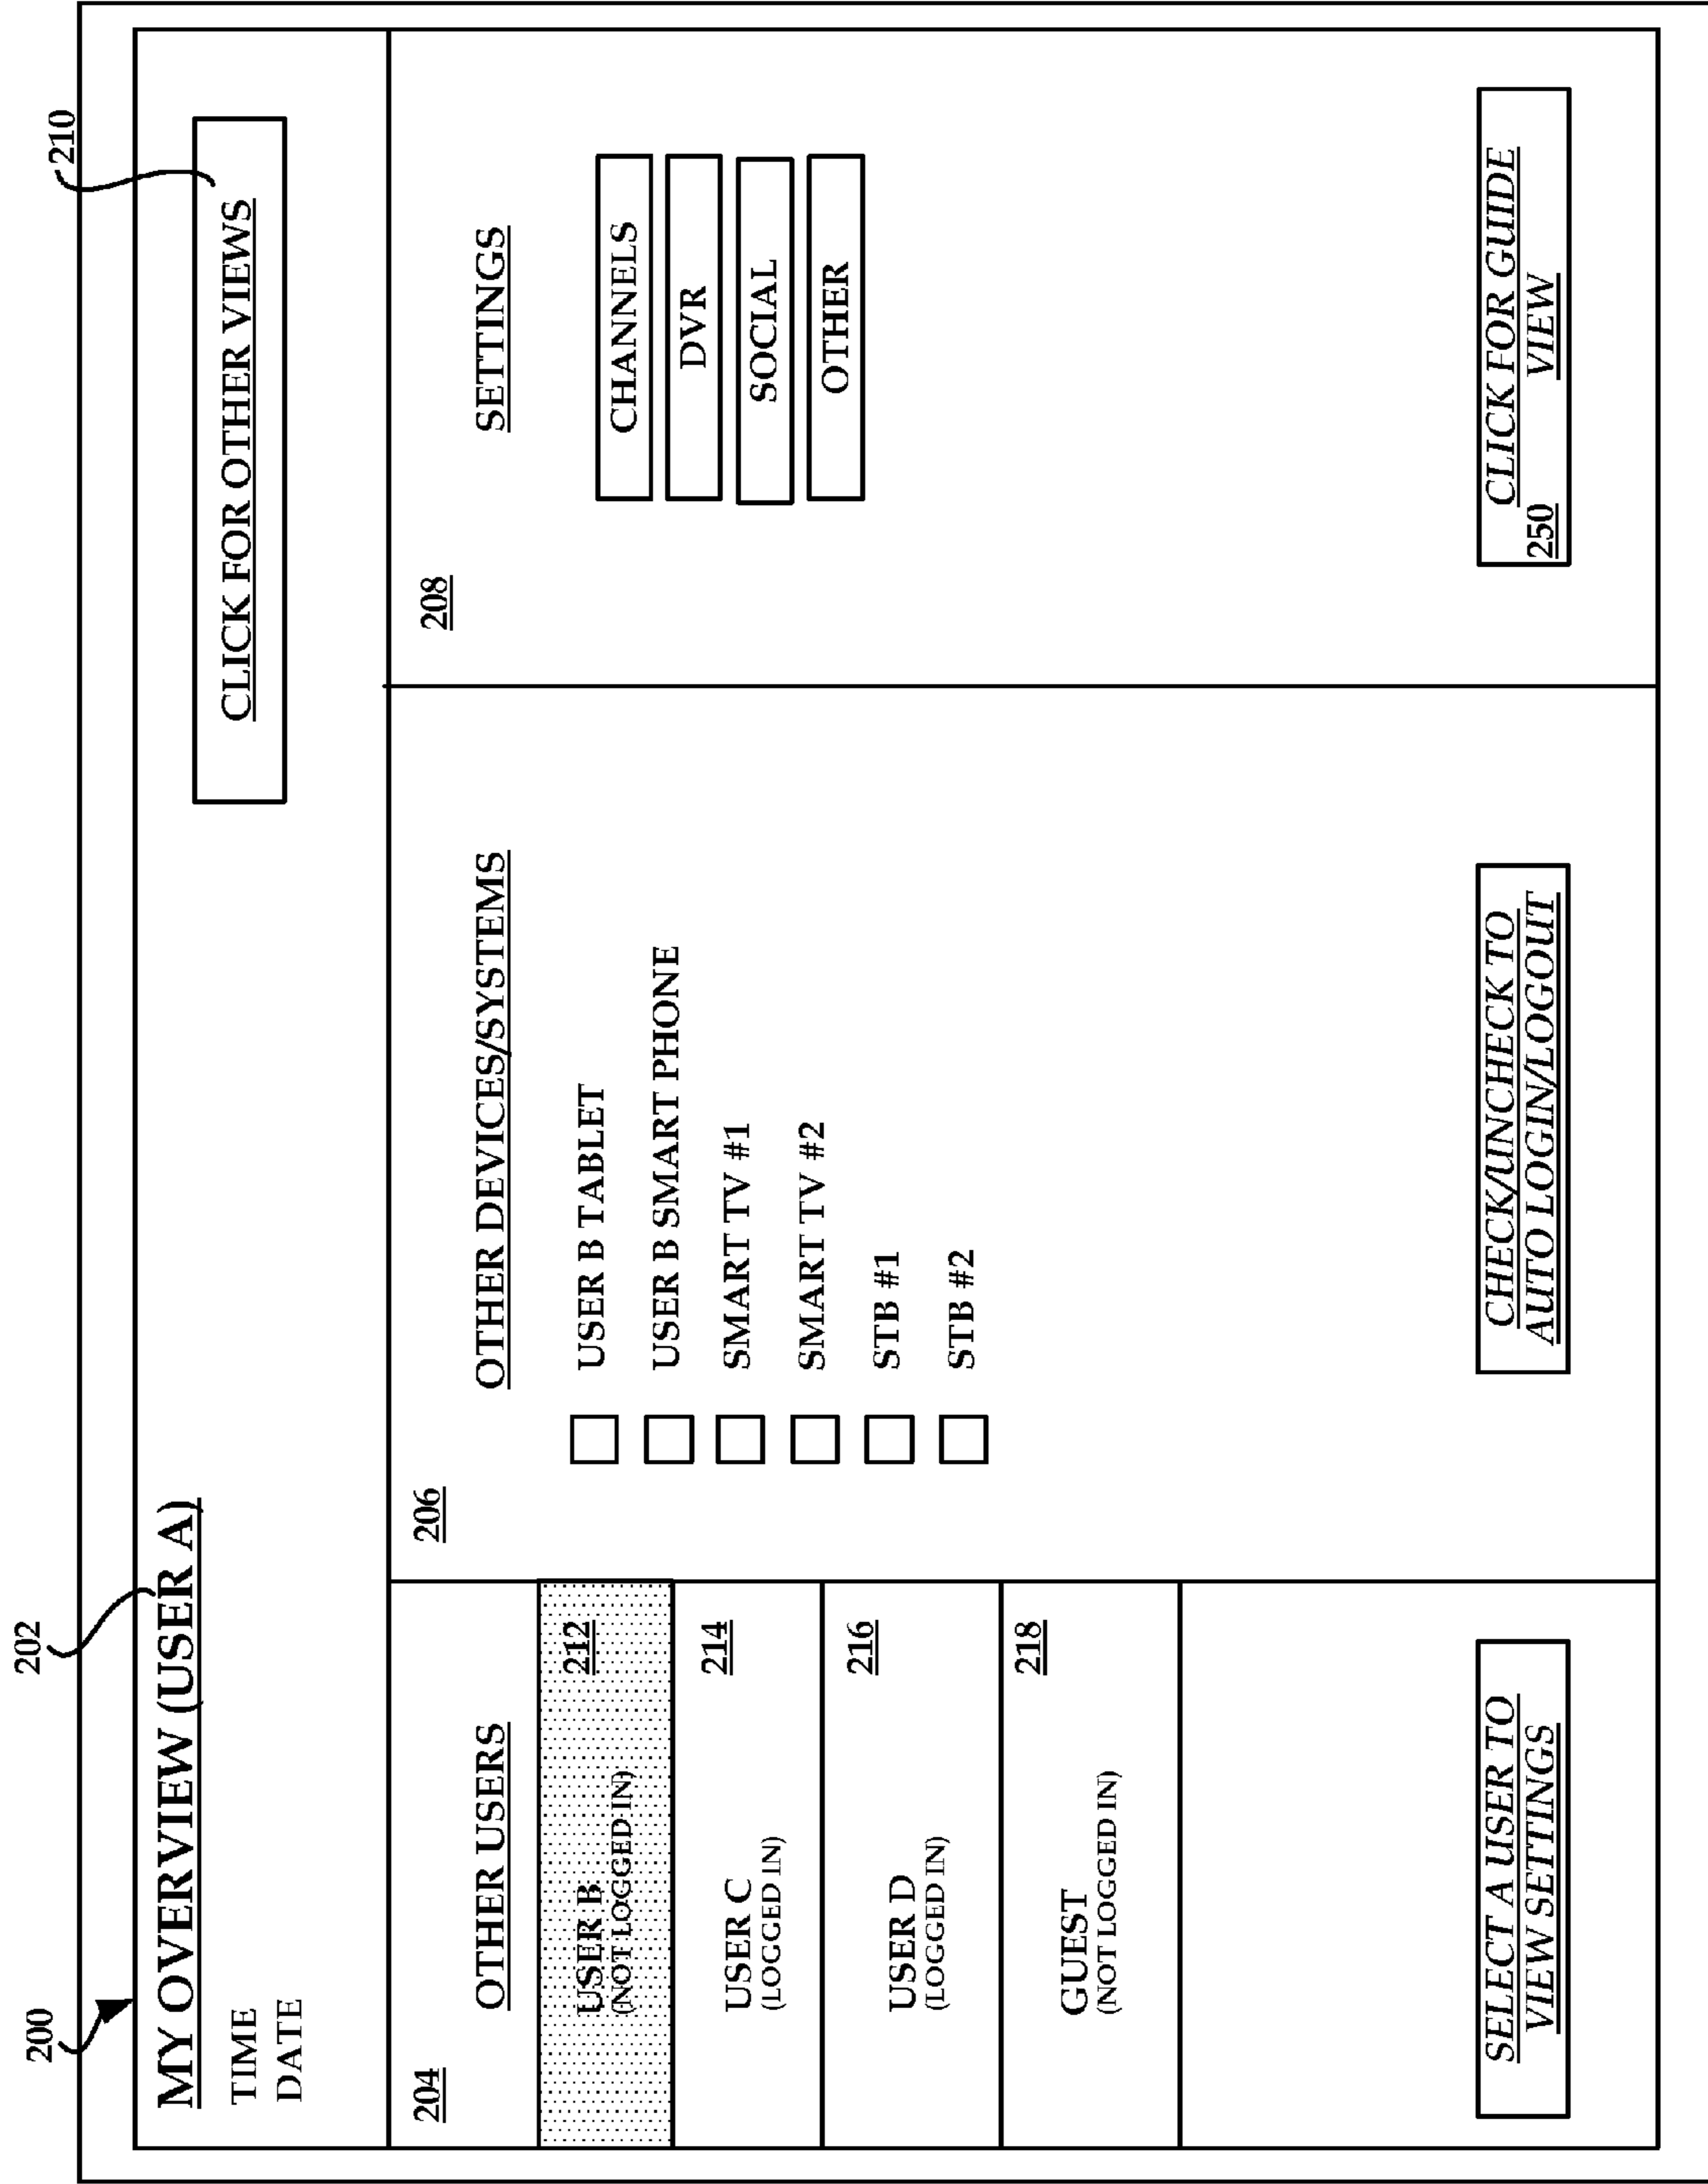 200
202
210
MY OVERVIEW (USER A)
TIME
DATE
CLICK FOR OTHER VIEWS
204
OTHER USERS
USER B
(NOT LOGGED IN)
212
USER C
(LOGGED IN)
214
USER D
(LOGGED IN)
216
GUEST
(NOT LOGGED IN)
218
SELECT A USER TO
VIEW SETTINGS
206
OTHER DEVICES/SYSTEMS
USER B TABLET
USER B SMART PHONE
SMART TV #1
SMART TV #2
STB #1
STB #2
CHECK/UNCHECK TO
AUTO LOGIN/LOGOUT
208
SETTINGS
CHANNELS
DVR
SOCIAL
OTHER
CLICK FOR GUIDE
250 VIEW